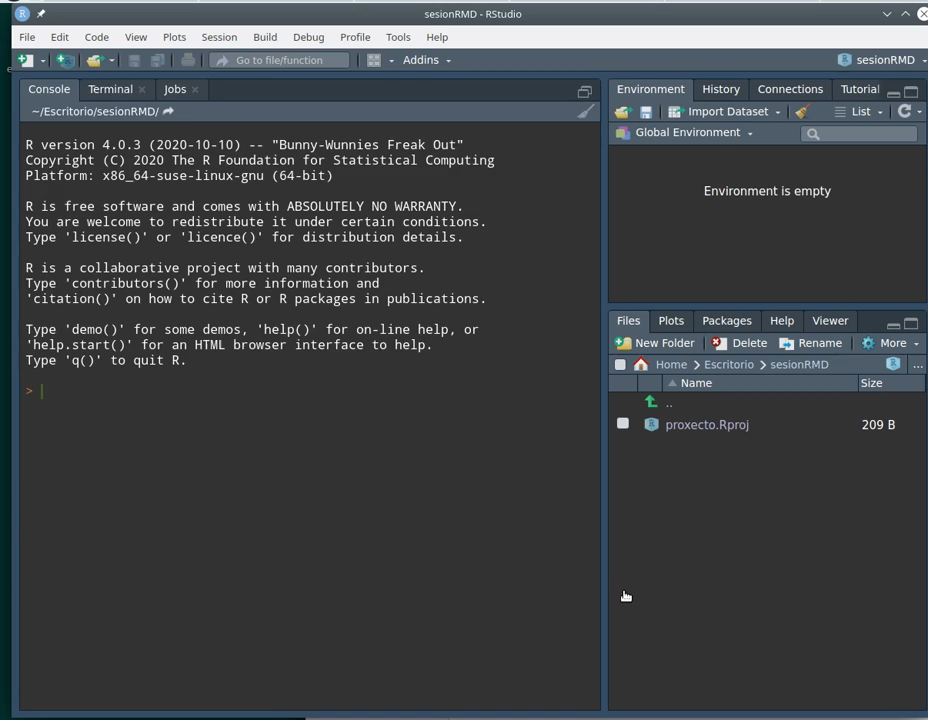 sesionRMD - RStudio
File Edit Code View Plots Session Build Debug Profile Tools Help
Go to file/function Addins sesionRMD
Console Terminal Jobs
~/Escritorio/sesionRMD/
R version 4.0.3 (2020-10-10) -- "Bunny-Wunnies Freak Out"
Copyright (C) 2020 The R Foundation for Statistical Computing
Platform: x86_64-suse-linux-gnu (64-bit)
R is free software and comes with ABSOLUTELY NO WARRANTY.
You are welcome to redistribute it under certain conditions.
Type 'license()' or 'licence()' for distribution details.
R is a collaborative project with many contributors.
Type 'contributors()' for more information and
'citation()' on how to cite R or R packages in publications.
Type 'demo()' for some demos, 'help()' for on-line help, or
'help.start()' for an HTML browser interface to help.
Type 'q()' to quit R.
>
Environment History Connections Tutorial
Import Dataset List
Global Environment
Environment is empty
Files Plots Packages Help Viewer
New Folder Delete Rename More
Home Escritorio sesionRMD ...
Name Size
..
proxecto.Rproj 209 B